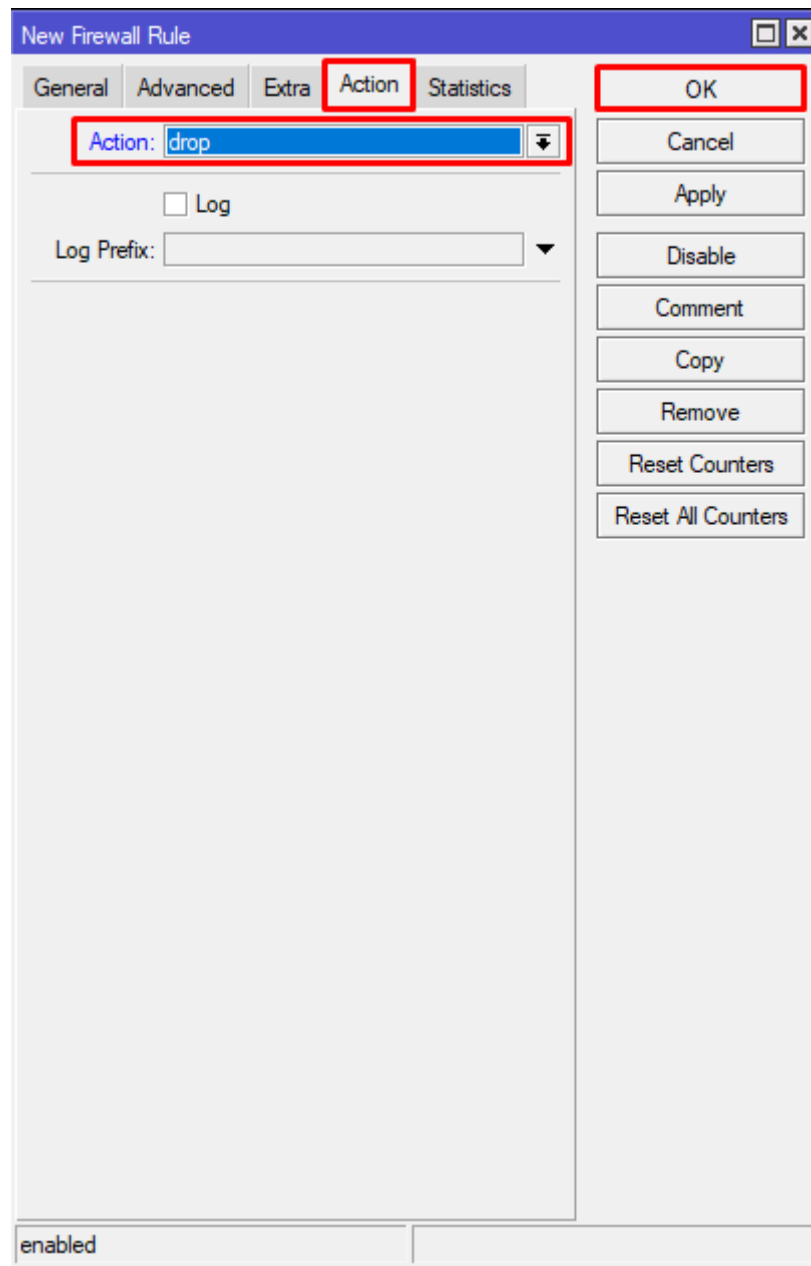 New Firewall Rule
General Advanced Extra Action Statistics
Action: drop
Log
Log Prefix:
OK
Cancel
Apply
Disable
Comment
Copy
Remove
Reset Counters
Reset All Counters
enabled